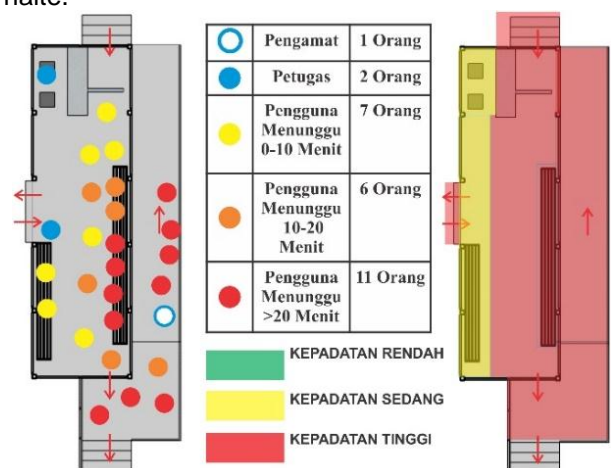 halte.
Pengamat 1 Orang
Petugas 2 Orang
Pengguna 7 Orang
Menunggu
0-10 Menit
Pengguna 6 Orang
Menunggu
10-20
Menit
Pengguna 11 Orang
Menunggu
>20 Menit
KEPADATAN RENDAH
KEPADATAN SEDANG
KEPADATAN TINGGI